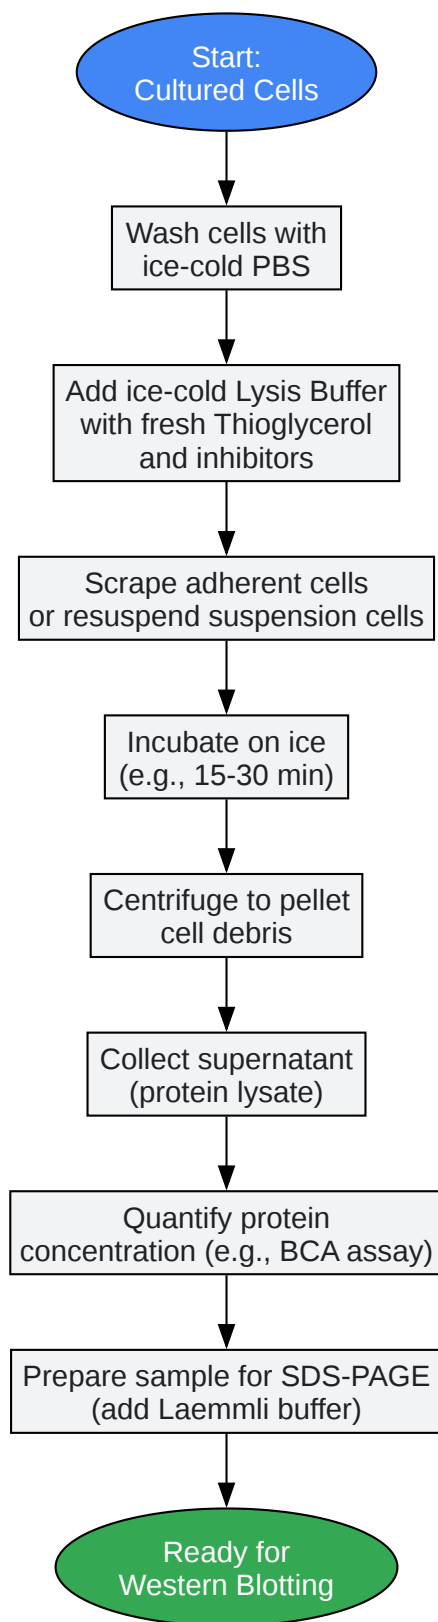 Start:
Cultured Cells
Wash cells with
ice-cold PBS
Add ice-cold Lysis Buffer
with fresh Thioglycerol
and inhibitors
Scrape adherent cells
or resuspend suspension cells
Incubate on ice
(e.g., 15-30 min)
Centrifuge to pellet
cell debris
Collect supernatant
(protein lysate)
Quantify protein
concentration (e.g., BCA assay)
Prepare sample for SDS-PAGE
(add Laemmli buffer)
Ready for
Western Blotting